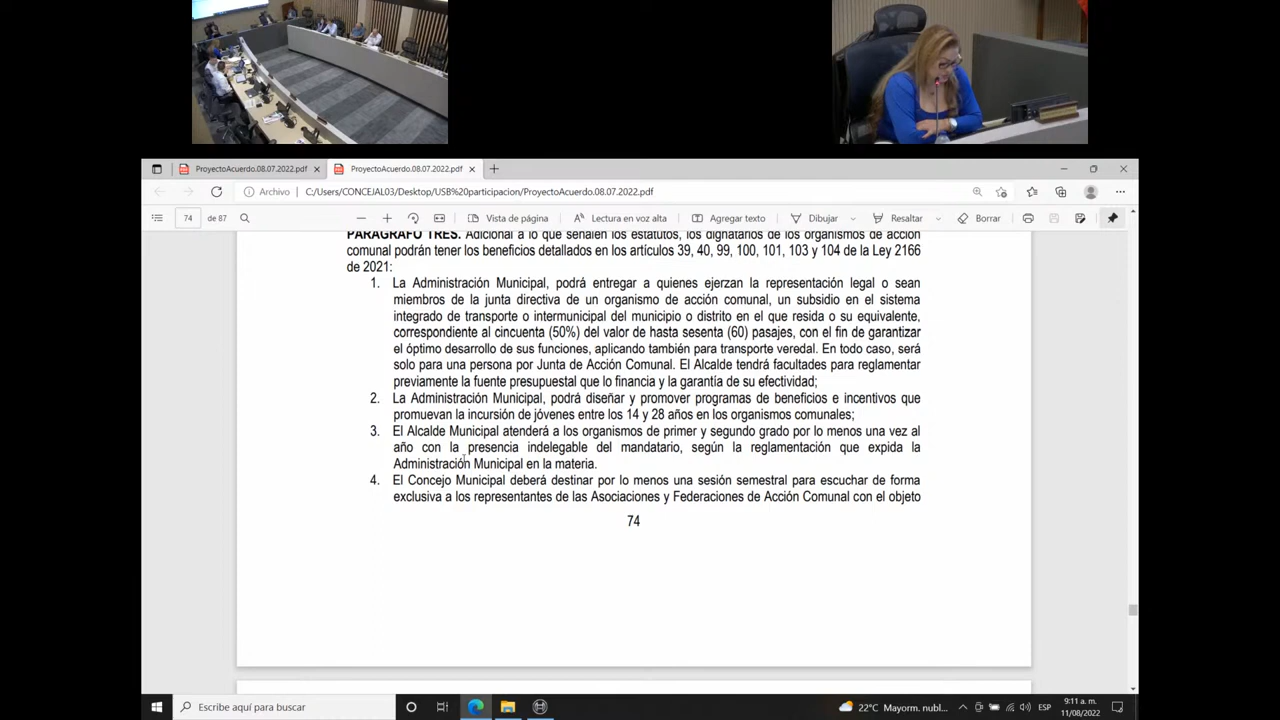 ProyectoAcuerdo.08.07.2022.pdf
ProyectoAcuerdo.08.07.2022.pdf
Archivo C:/Users/CONCEJAL03/Desktop/USB%20participacion/ProyectoAcuerdo.08.07.2022.pdf
74 de 87 Vista de página Lectura en voz alta Agregar texto Dibujar Resaltar Borrar
PARÁGRAFO TRES. Adicional a lo que señalen los estatutos, los dignatarios de los organismos de acción
comunal podrán tener los beneficios detallados en los artículos 39, 40, 99, 100, 101, 103 y 104 de la Ley 2166
de 2021:
1. La Administración Municipal, podrá entregar a quienes ejerzan la representación legal o sean
miembros de la junta directiva de un organismo de acción comunal, un subsidio en el sistema
integrado de transporte o intermunicipal del municipio o distrito en el que resida o su equivalente,
correspondiente al cincuenta (50%) del valor de hasta sesenta (60) pasajes, con el fin de garantizar
el óptimo desarrollo de sus funciones, aplicando también para transporte veredal. En todo caso, será
solo para una persona por Junta de Acción Comunal. El Alcalde tendrá facultades para reglamentar
previamente la fuente presupuestal que lo financia y la garantía de su efectividad;
2. La Administración Municipal, podrá diseñar y promover programas de beneficios e incentivos que
promuevan la incursión de jóvenes entre los 14 y 28 años en los organismos comunales;
3. El Alcalde Municipal atenderá a los organismos de primer y segundo grado por lo menos una vez al
año con la presencia indelegable del mandatario, según la reglamentación que expida la
Administración Municipal en la materia.
4. El Concejo Municipal deberá destinar por lo menos una sesión semestral para escuchar de forma
exclusiva a los representantes de las Asociaciones y Federaciones de Acción Comunal con el objeto
74
Escribe aquí para buscar
22°C Mayorm. nubl... ESP
9:11 a. m.
11/08/2022